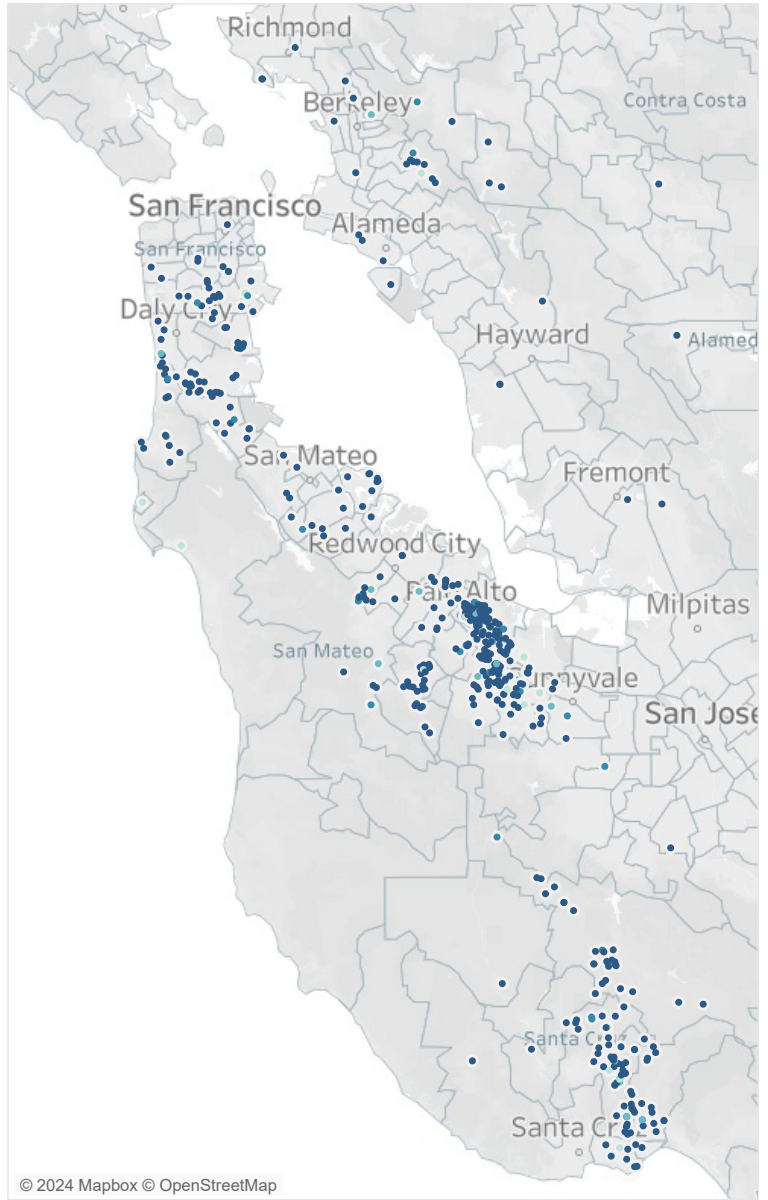 Richmond
Berkeley
Contra Costa
San Francisco
Alameda
San Francisco
Daly City
Hayward
Alamed
San Mateo
Fremont
Redwood City
Palo Alto
Milpitas
San Mateo
Sunnyvale
San Jose
Santa Cruz
Santa Cruz
© 2024 Mapbox © OpenStreetMap